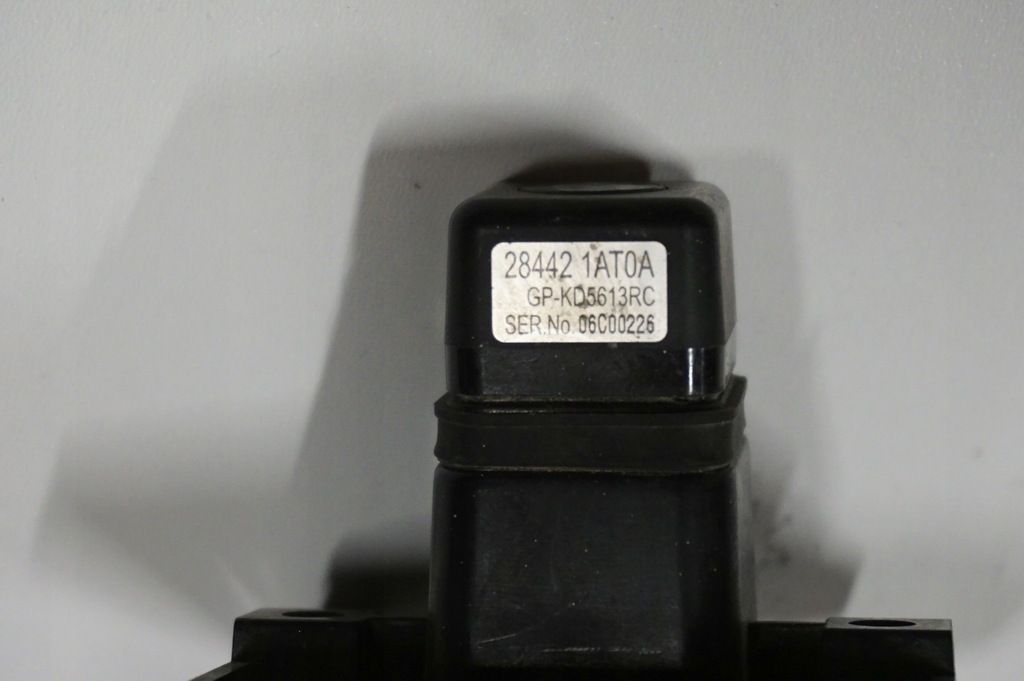 28442 1AT0A
GP-KD5613RC
SER.No. 06C00226